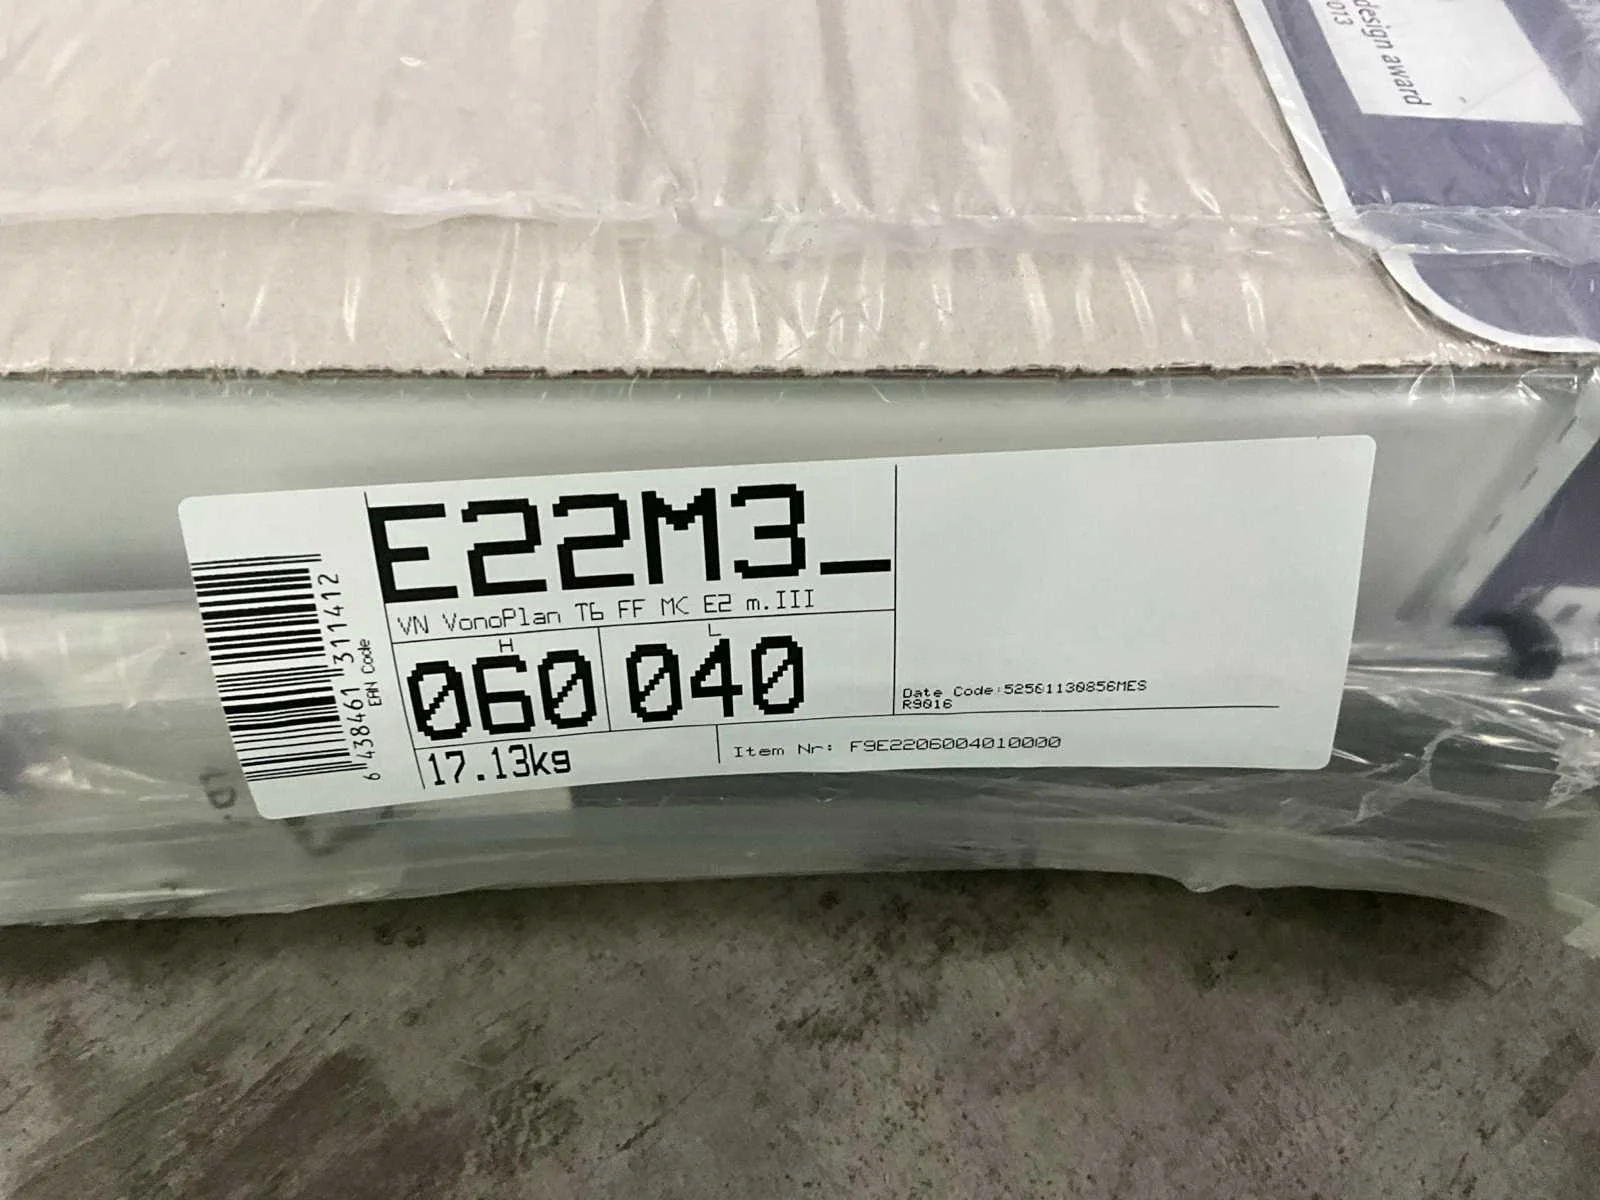 design award
013
E22M3_
VN VonoPlan T6 FF MC E2 m.III
H
L
060
040
17.13kg
Date Code:52561130856MES
R9016
Item Nr: F9E2206004010000
6 438461 311412
EAN Code